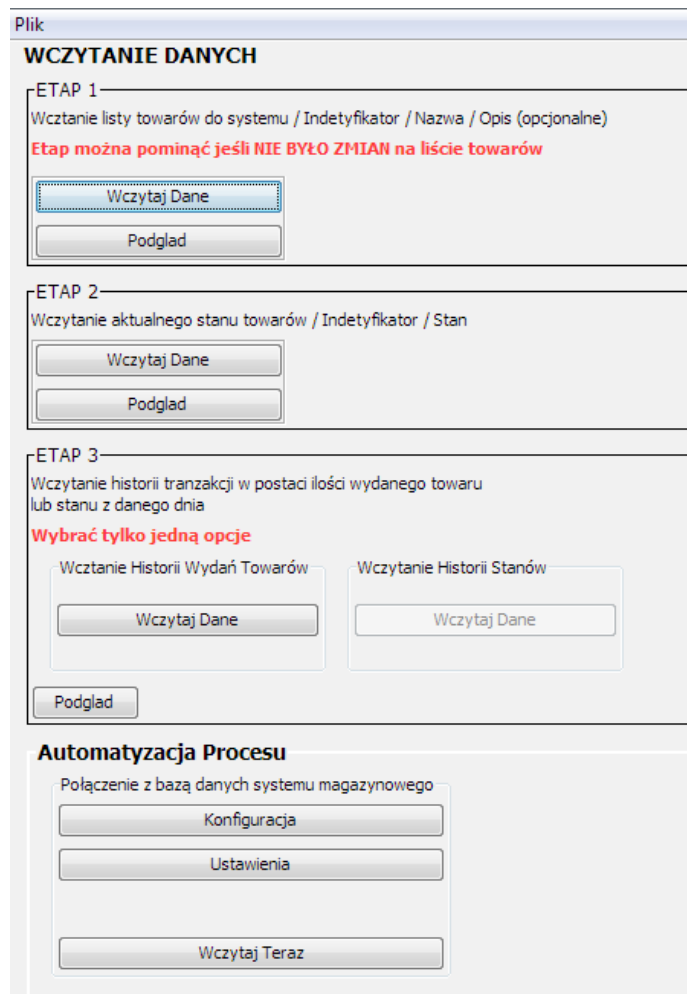 Plik
WCZYTANIE DANYCH
ETAP 1
Wcztanie listy towarów do systemu / Indetyfikator / Nazwa / Opis (opcjonalne)
Etap można pominąć jeśli NIE BYŁO ZMIAN na liście towarów
Wczytaj Dane
Podglad
ETAP 2
Wczytanie aktualnego stanu towarów / Indetyfikator / Stan
Wczytaj Dane
Podglad
ETAP 3
Wczytanie historii tranzakcji w postaci ilości wydanego towaru
lub stanu z danego dnia
Wybrać tylko jedną opcje
Wcztanie Historii Wydań Towarów Wczytanie Historii Stanów
Wczytaj Dane Wczytaj Dane
Podglad
Automatyzacja Procesu
Połączenie z bazą danych systemu magazynowego
Konfiguracja
Ustawienia
Wczytaj Teraz